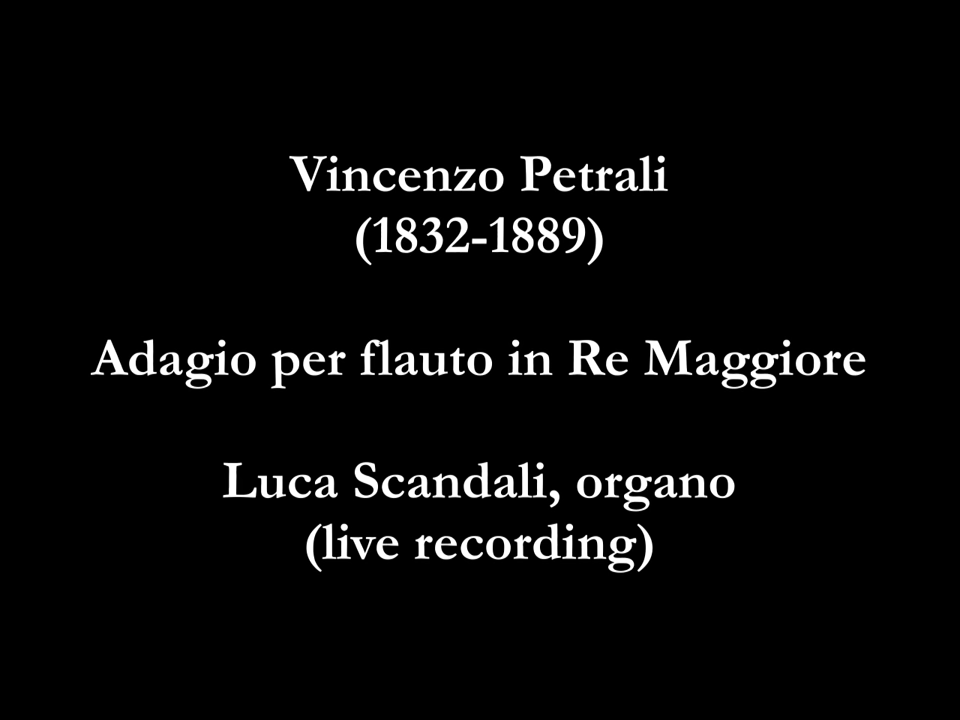 Vincenzo Petrali
(1832-1889)
Adagio per flauto in Re Maggiore
Luca Scandali, organo
(live recording)